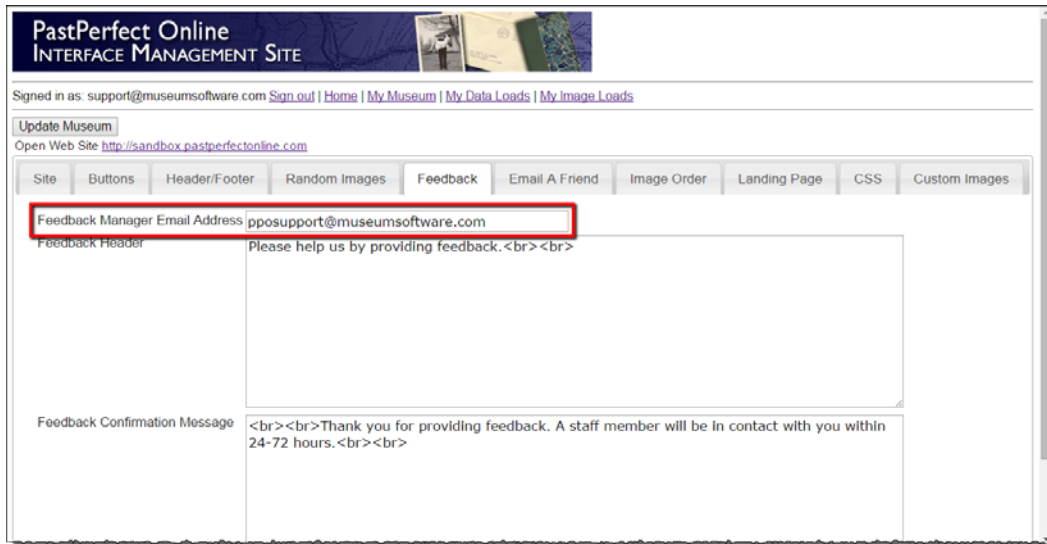 PastPerfect Online
INTERFACE MANAGEMENT SITE
Signed in as: support@museumsoftware.com Sign out | Home | My Museum | My Data Loads | My Image Loads
Update Museum
Open Web Site http://sandbox.pastperfectonline.com
Site Buttons Header/Footer Random Images Feedback Email A Friend Image Order Landing Page CSS Custom Images
Feedback Manager Email Address pposupport@museumsoftware.com
Feedback Header Please help us by providing feedback.<br><br>
Feedback Confirmation Message <br><br>Thank you for providing feedback. A staff member will be in contact with you within
24-72 hours.<br><br>